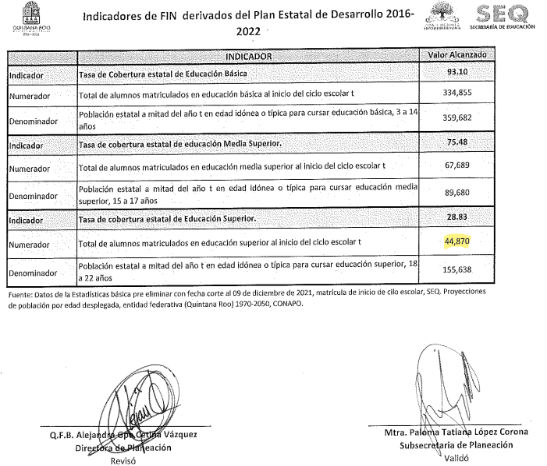 QUINTANA ROO
Indicadores de FIN derivados del Plan Estatal de Desarrollo 2016-
2022
SEQ
SECRETARÍA DE EDUCACIÓN
INDICADOR Valor Alcanzado
Indicador Tasa de Cobertura estatal de Educación Básica 93.10
Numerador Total de alumnos matriculados en educación básica al inicio del ciclo escolar t 334,855
Denominador Población estatal a mitad del año t en edad idónea o típica para cursar educación básica, 3 a 14 359,682
años
Indicador Tasa de cobertura estatal de Educación Media Superior. 75.48
Numerador Total de alumnos matriculados en educación media superior al inicio del ciclo escolar t 67,689
Denominador Población estatal a mitad del año t en edad idónea o típica para cursar educación media 89,680
superior, 15 a 17 años
Indicador Tasa de cobertura estatal de Educación Superior. 28.83
Numerador Total de alumnos matriculados en educación superior al inicio del ciclo escolar t 44,870
Denominador Población estatal a mitad del año t en edad idónea o típica para cursar educación superior, 18 155,638
a 22 años
Fuente: Datos de la Estadísticas básica pre eliminar con fecha corte al 09 de diciembre de 2021, matrícula de inicio de cilo escolar, SEQ. Proyecciones
de población por edad desplegada, entidad federativa (Quintana Roo) 1970-2050, CONAPO.
Q.F.B. Alejandra Gpe. Cetina Vázquez
Directora de Planeación
Revisó
Mtra. Paloma Tatiana López Corona
Subsecretaria de Planeación
Validó